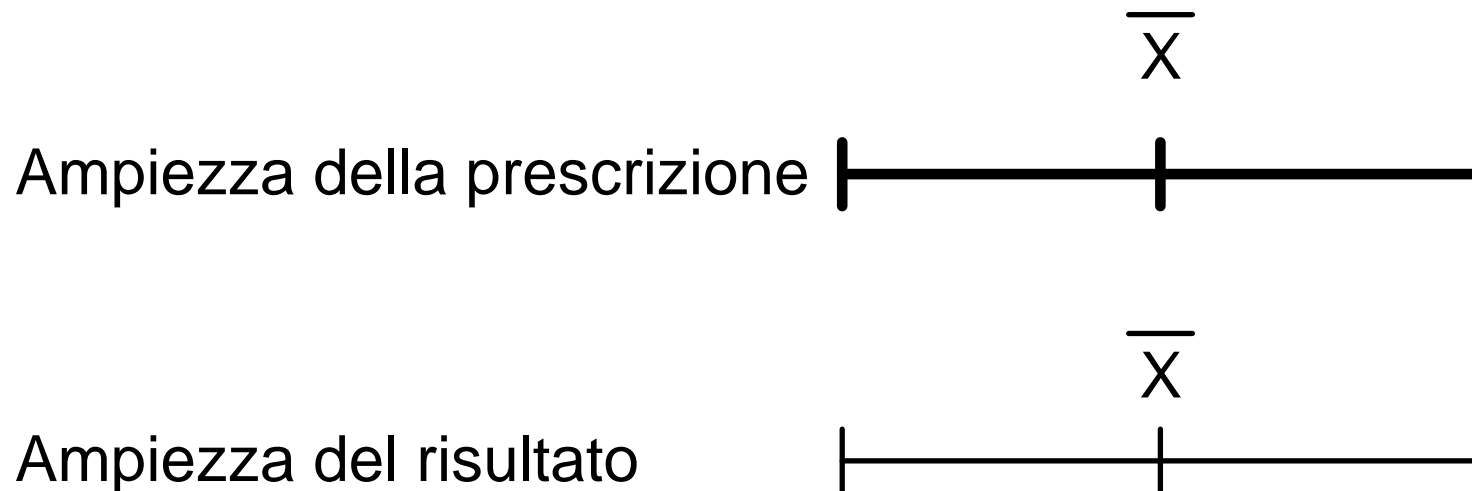 X̅
Ampiezza della prescrizione
X̅
Ampiezza del risultato